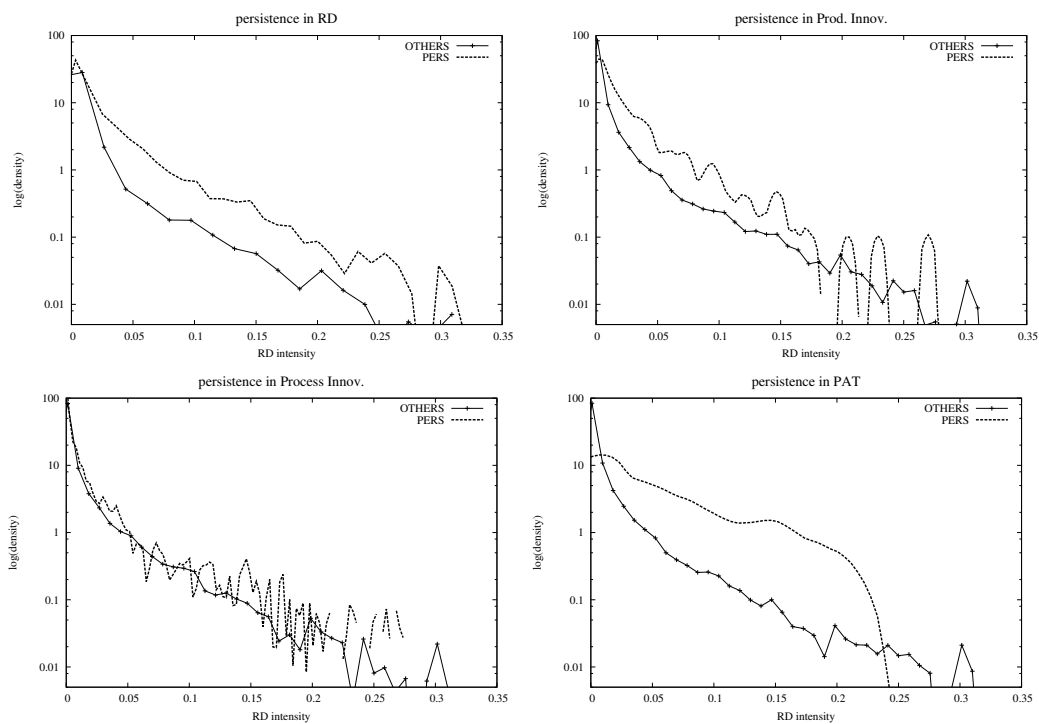 persistence in RD
100
10
1
0.1
0.01
log(density)
0
0.05
0.1
0.15
0.2
0.25
0.3
0.35
RD intensity
OTHERS
PERS
persistence in Prod. Innov.
100
10
1
0.1
0.01
log(density)
0
0.05
0.1
0.15
0.2
0.25
0.3
0.35
RD intensity
OTHERS
PERS
persistence in Process Innov.
100
10
1
0.1
0.01
log(density)
0
0.05
0.1
0.15
0.2
0.25
0.3
0.35
RD intensity
OTHERS
PERS
persistence in PAT
100
10
1
0.1
0.01
log(density)
0
0.05
0.1
0.15
0.2
0.25
0.3
0.35
RD intensity
OTHERS
PERS